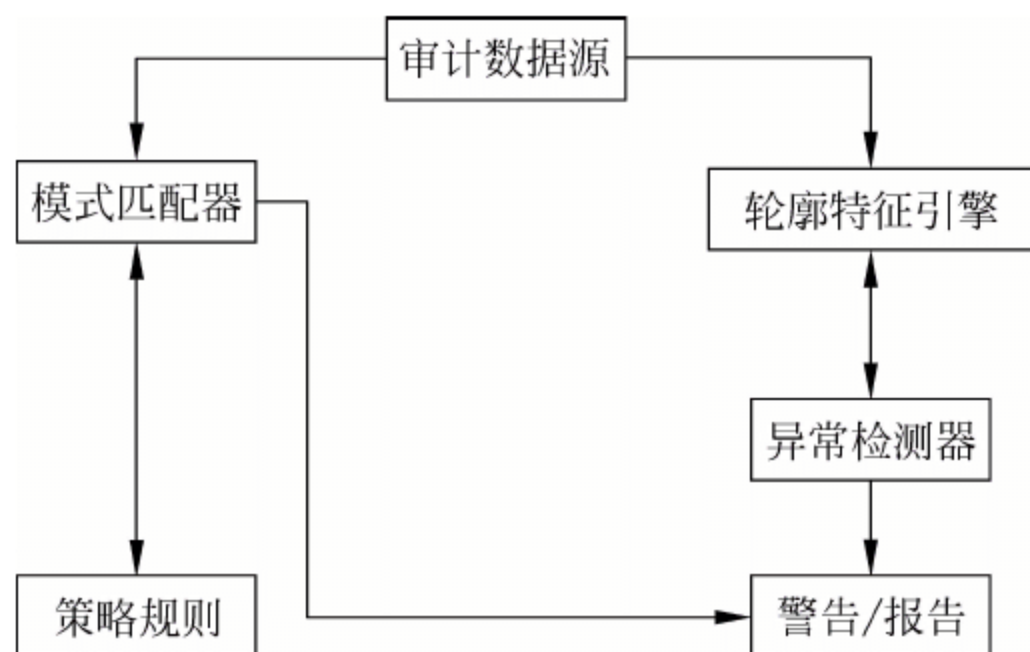 审计数据源
模式匹配器
轮廓特征引擎
异常检测器
策略规则
警告/报告